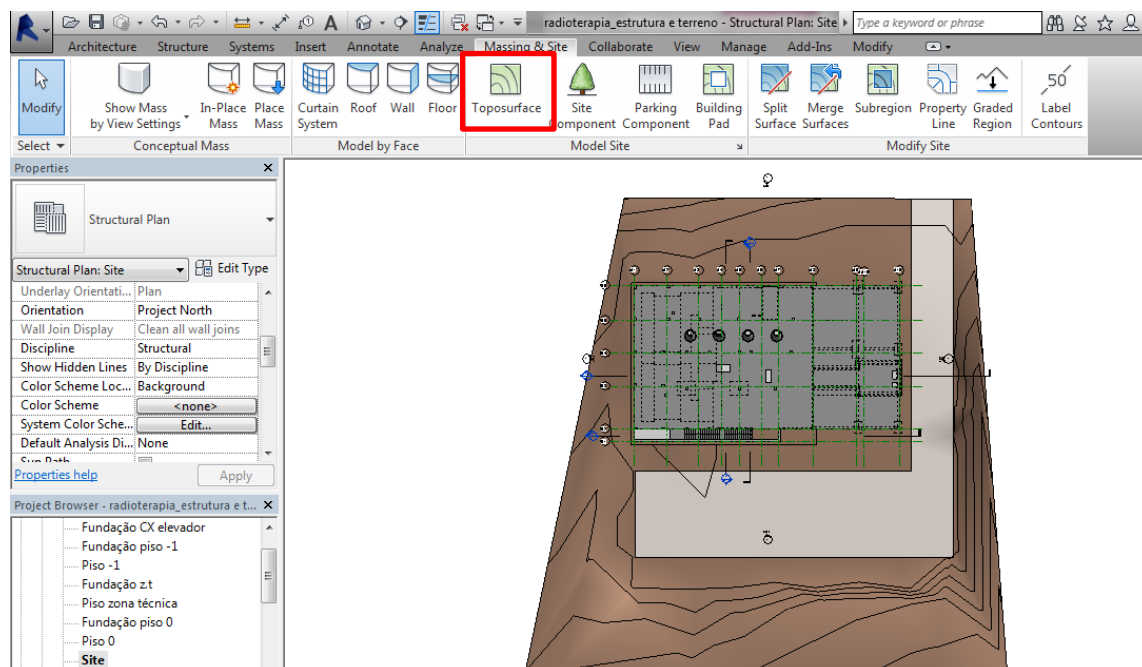 radioterapia_estrutura e terreno - Structural Plan: Site
Type a keyword or phrase
Architecture Structure Systems Insert Annotate Analyze Massing & Site Collaborate View Manage Add-Ins Modify
Modify
Show Mass
by View Settings
In-Place
Mass
Place
Mass
Curtain
System
Roof
Wall
Floor
Toposurface
Site
Component
Parking
Component
Building
Pad
Split
Surface
Merge
Surfaces
Subregion
Property
Line
Graded
Region
50
Label
Contours
Select
Conceptual Mass
Model by Face
Model Site
Modify Site
Properties
Structural Plan
Structural Plan: Site
Edit Type
Underlay Orientati... Plan
Orientation Project North
Wall Join Display Clean all wall joins
Discipline Structural
Show Hidden Lines By Discipline
Color Scheme Loc... Background
Color Scheme <none>
System Color Sche... Edit...
Default Analysis Di... None
Sun Path
Properties help
Apply
Project Browser - radioterapia_estrutura e t...
Fundação CX elevador
Fundação piso -1
Piso -1
Fundação z.t
Piso zona técnica
Fundação piso 0
Piso 0
Site